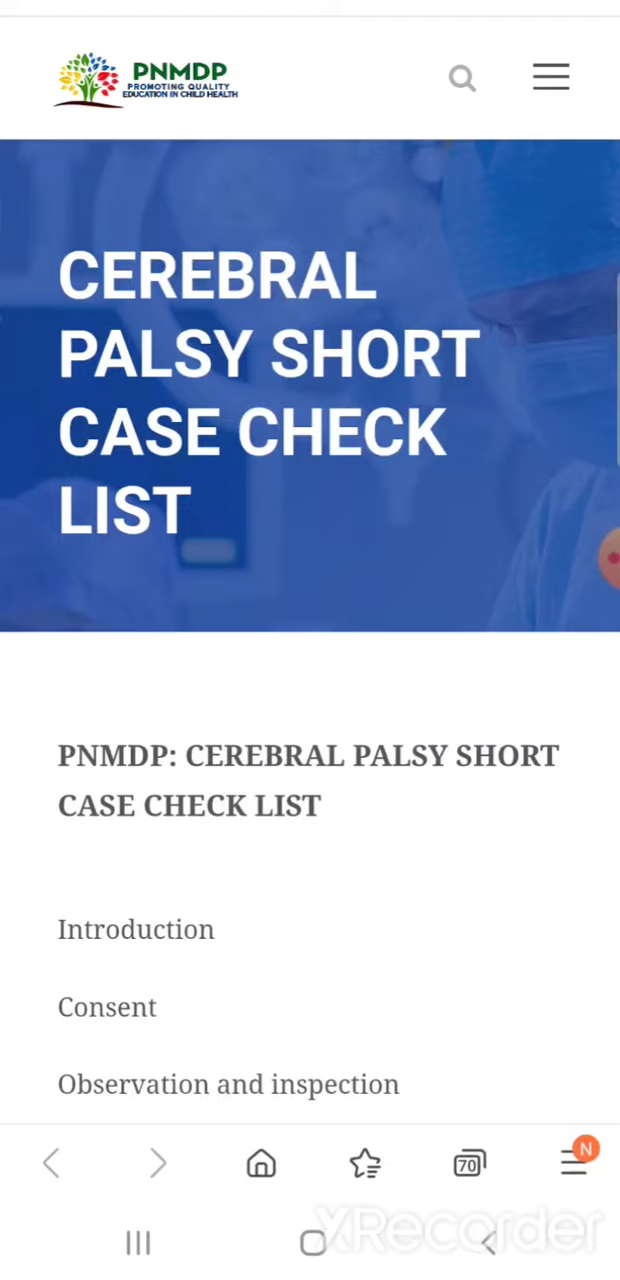 PNMDP
PROMOTING QUALITY
EDUCATION IN CHILD HEALTH
CEREBRAL
PALSY SHORT
CASE CHECK
LIST
PNMDP: CEREBRAL PALSY SHORT
CASE CHECK LIST
Introduction
Consent
Observation and inspection
70
N
XRecorder